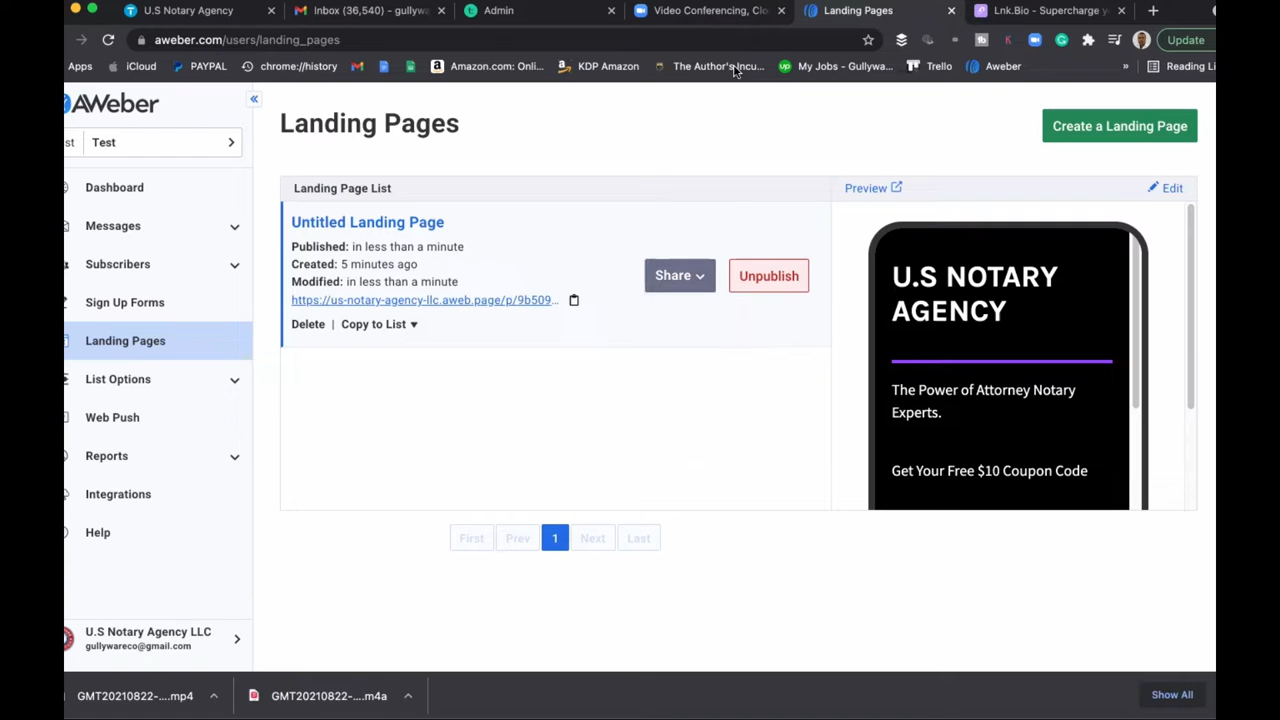 U.S Notary Agency
Inbox (36,540) - gullywa
Admin
Video Conferencing, Clo
Landing Pages
Lnk.Bio - Supercharge y
aweber.com/users/landing_pages
Update
Apps
iCloud
PAYPAL
chrome://history
Amazon.com: Onli...
KDP Amazon
The Author's Incu...
My Jobs - Gullywa...
Trello
Aweber
»
Reading Li
AWeber
st
Test
Dashboard
Messages
Subscribers
Sign Up Forms
Landing Pages
List Options
Web Push
Reports
Integrations
Help
U.S Notary Agency LLC
gullywareco@gmail.com
Landing Pages
Create a Landing Page
Landing Page List
Preview
Edit
Untitled Landing Page
Published: in less than a minute
Created: 5 minutes ago
Modified: in less than a minute
https://us-notary-agency-llc.aweb.page/p/9b509...
Delete | Copy to List
Share
Unpublish
U.S NOTARY
AGENCY
The Power of Attorney Notary
Experts.
Get Your Free $10 Coupon Code
First
Prev
1
Next
Last
GMT20210822-....mp4
GMT20210822-....m4a
Show All